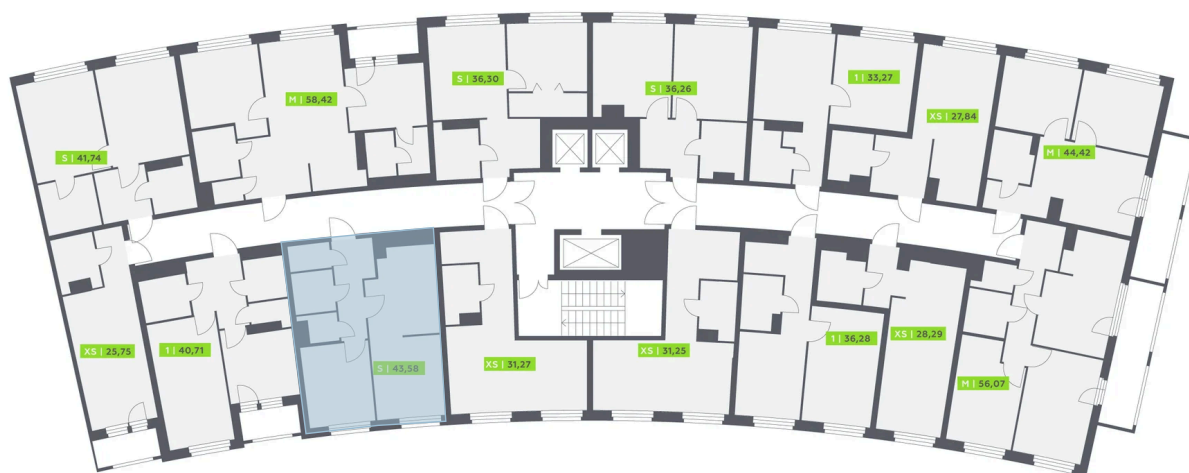 S | 41,74
M | 58,42
S | 36,30
S | 36,26
1 | 33,27
XS | 27,84
M | 44,42
XS | 25,75
1 | 40,71
S | 43,58
XS | 31,27
XS | 31,25
1 | 36,28
XS | 28,29
M | 56,07